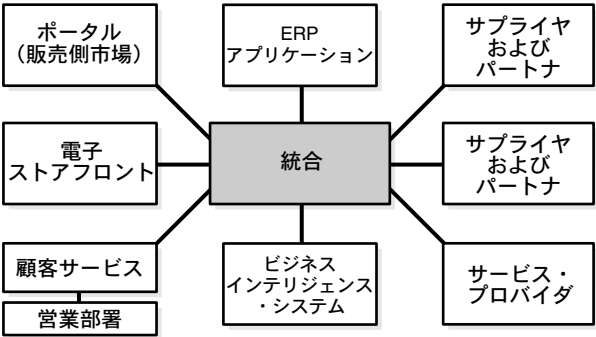 ポータル
（販売側市場）
ERP
アプリケーション
サプライヤ
および
パートナ
電子
ストアフロント
統合
サプライヤ
および
パートナ
顧客サービス
営業部署
ビジネス
インテリジェンス
・システム
サービス・
プロバイダ